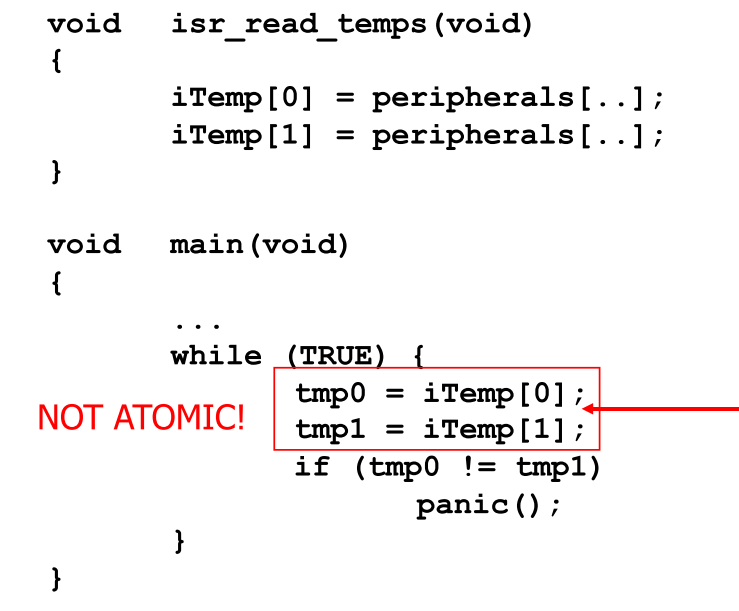 void isr_read_temps(void)
{
iTemp[0] = peripherals[..];
iTemp[1] = peripherals[..];
}
void main(void)
{
...
while (TRUE) {
tmp0 = iTemp[0];
NOT ATOMIC!
tmp1 = iTemp[1];
if (tmp0 != tmp1)
panic();
}
}